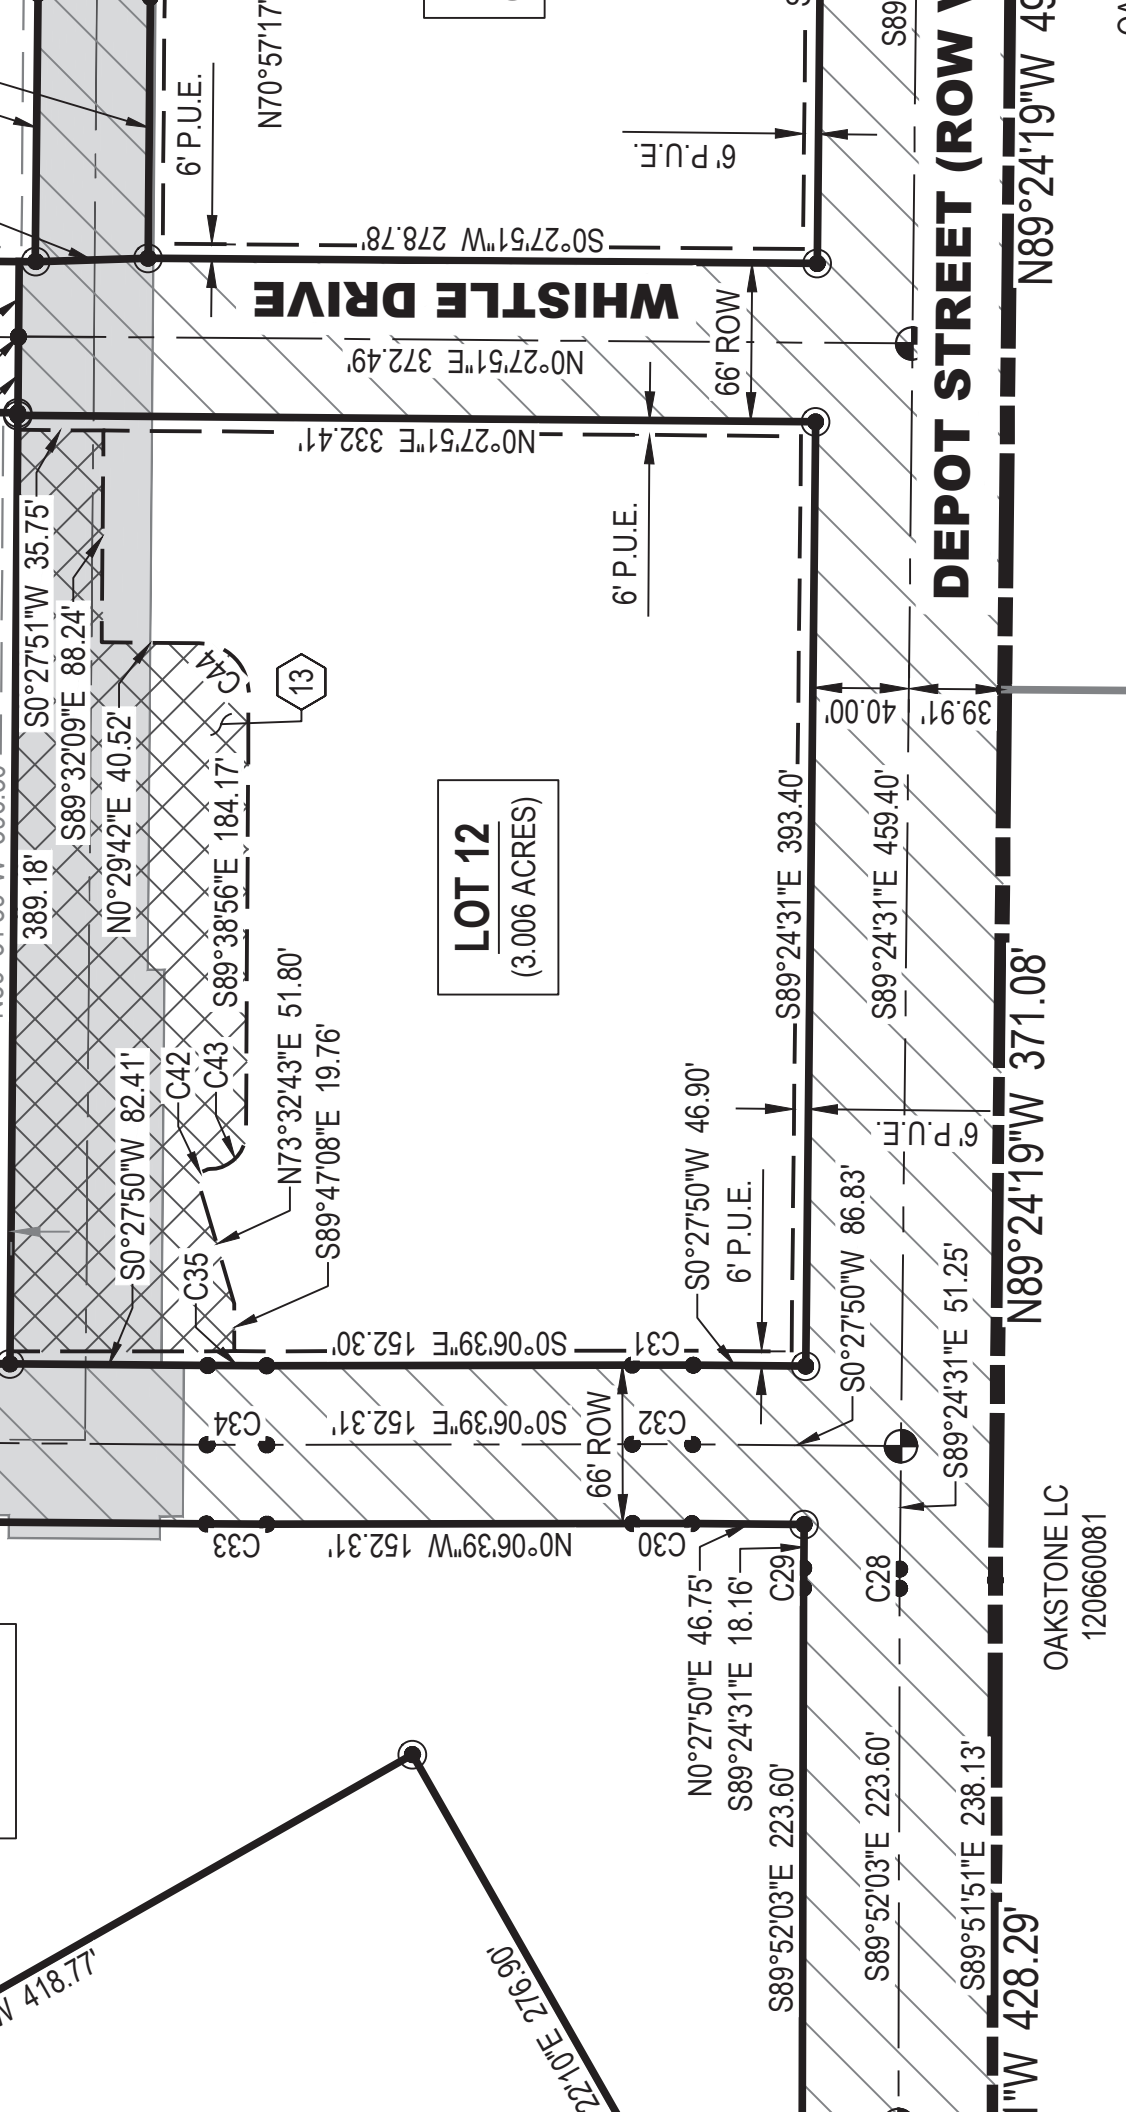 N70°57'17"
6' P.U.E.
6' P.U.E.
S89
DEPOT STREET (ROW
N89°24'19"W 49
S0°27'51"W 278.78'
WHISTLE DRIVE
N0°27'51"E 372.49'
66' ROW
N0°27'51"E 332.41'
6' P.U.E.
S0°27'51"W 35.75'
S89°32'09"E 88.24'
N0°29'42"E 40.52'
389.18'
C44
13
S89°38'56"E 184.17'
LOT 12
(3.006 ACRES)
40.00'
39.91'
S89°24'31"E 393.40'
S89°24'31"E 459.40'
N89°24'19"W 371.08'
S0°27'50"W 82.41'
C42
C43
N73°32'43"E 51.80'
S89°47'08"E 19.76'
C35
S0°27'50"W 46.90'
6' P.U.E.
6' P.U.E.
S0°27'50"W 86.83'
S89°24'31"E 51.25'
S0°06'39"E 152.30'
C31
C34
S0°06'39"E 152.31'
66' ROW
C32
C33
N0°06'39"W 152.31'
C30
N0°27'50"E 46.75'
S89°24'31"E 18.16'
C29
C28
OAKSTONE LC
120660081
S89°52'03"E 223.60'
S89°52'03"E 223.60'
S89°51'51"E 238.13'
1"W 428.29'
W 418.77'
22'10"E 276.90'